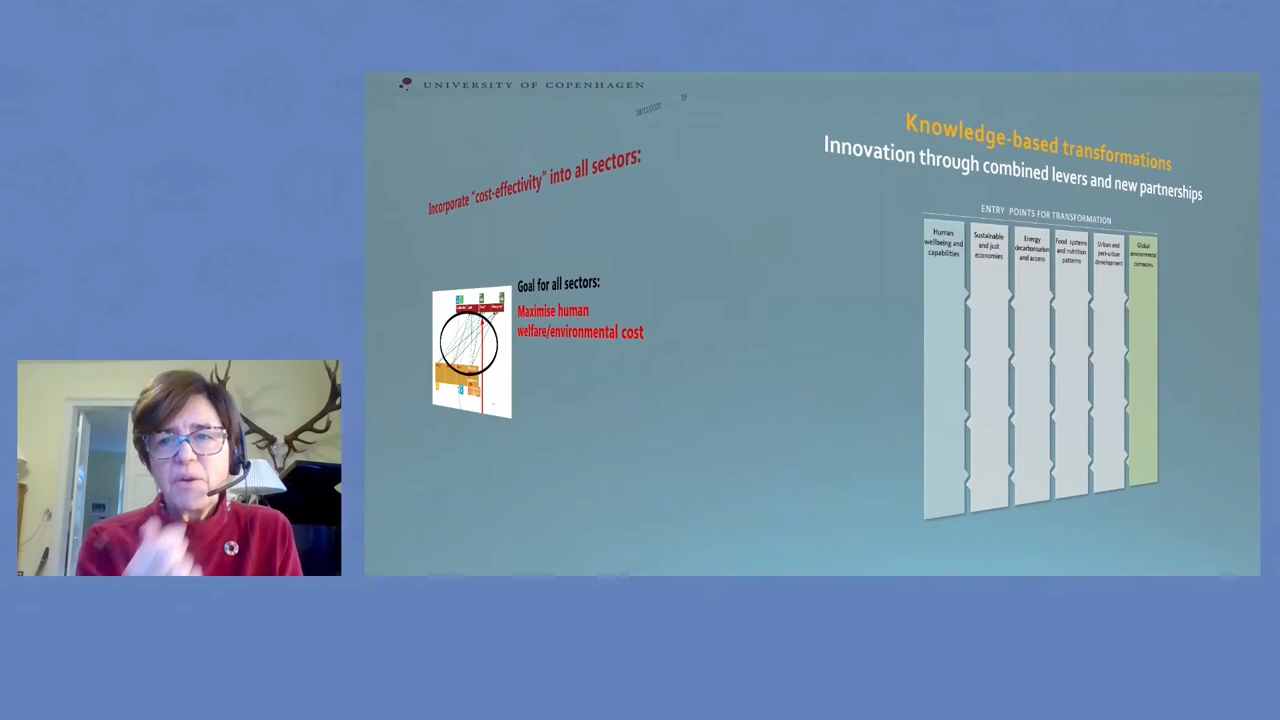 UNIVERSITY OF COPENHAGEN
Incorporate "cost-effectivity" into all sectors:
Goal for all sectors:
Maximise human
welfare/environmental cost
Knowledge-based transformations
Innovation through combined levers and new partnerships
ENTRY POINTS FOR TRANSFORMATION
Human
wellbeing and
capabilities
Sustainable
and just
economies
Energy
decarbonisation
and access
Food systems
and nutrition
patterns
Urban and
peri-urban
development
Global
environmental
commons